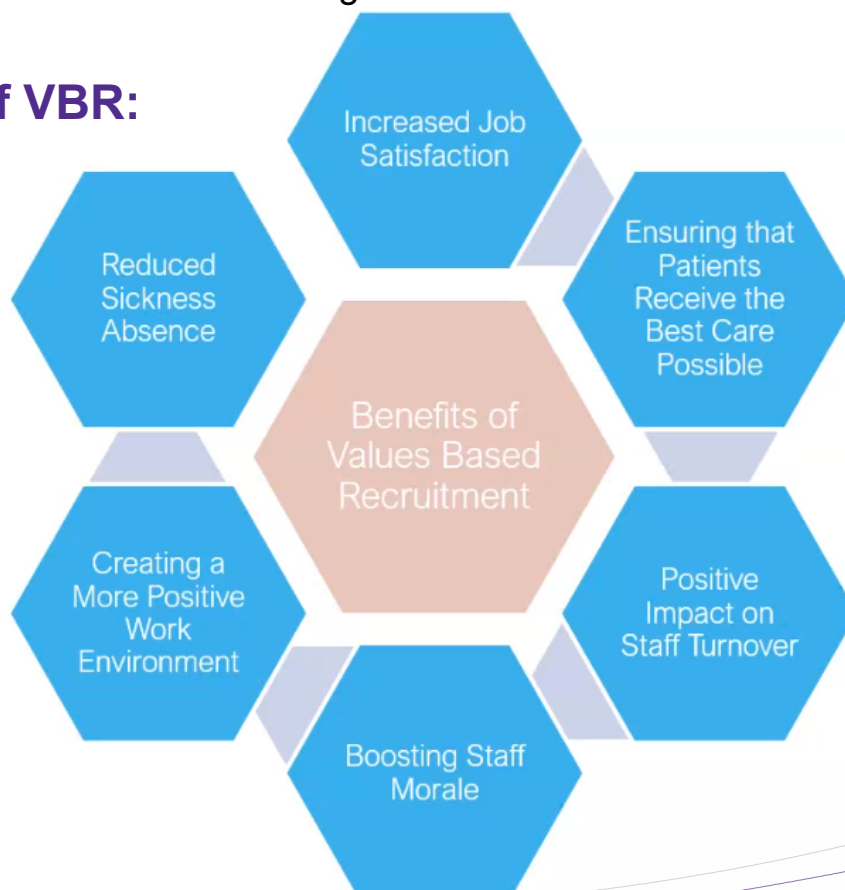 f VBR:
Increased Job
Satisfaction
Ensuring that
Patients
Receive the
Best Care
Possible
Positive
Impact on
Staff Turnover
Boosting Staff
Morale
Creating a
More Positive
Work
Environment
Reduced
Sickness
Absence
Benefits of
Values Based
Recruitment